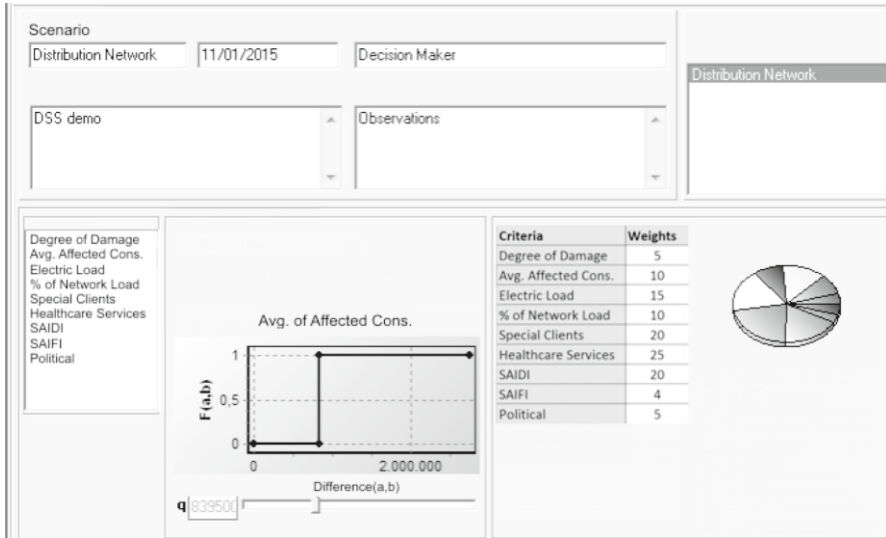 Scenario
Distribution Network 11/01/2015 Decision Maker
Distribution Network
DSS demo Observations
Degree of Damage
Avg. Affected Cons.
Electric Load
% of Network Load
Special Clients
Healthcare Services
SAIDI
SAIFI
Political
Avg. of Affected Cons.
F(a,b)
1
0,5
0
0 2.000.000
Difference(a,b)
q 839500
Criteria Weights
Degree of Damage 5
Avg. Affected Cons. 10
Electric Load 15
% of Network Load 10
Special Clients 20
Healthcare Services 25
SAIDI 20
SAIFI 4
Political 5